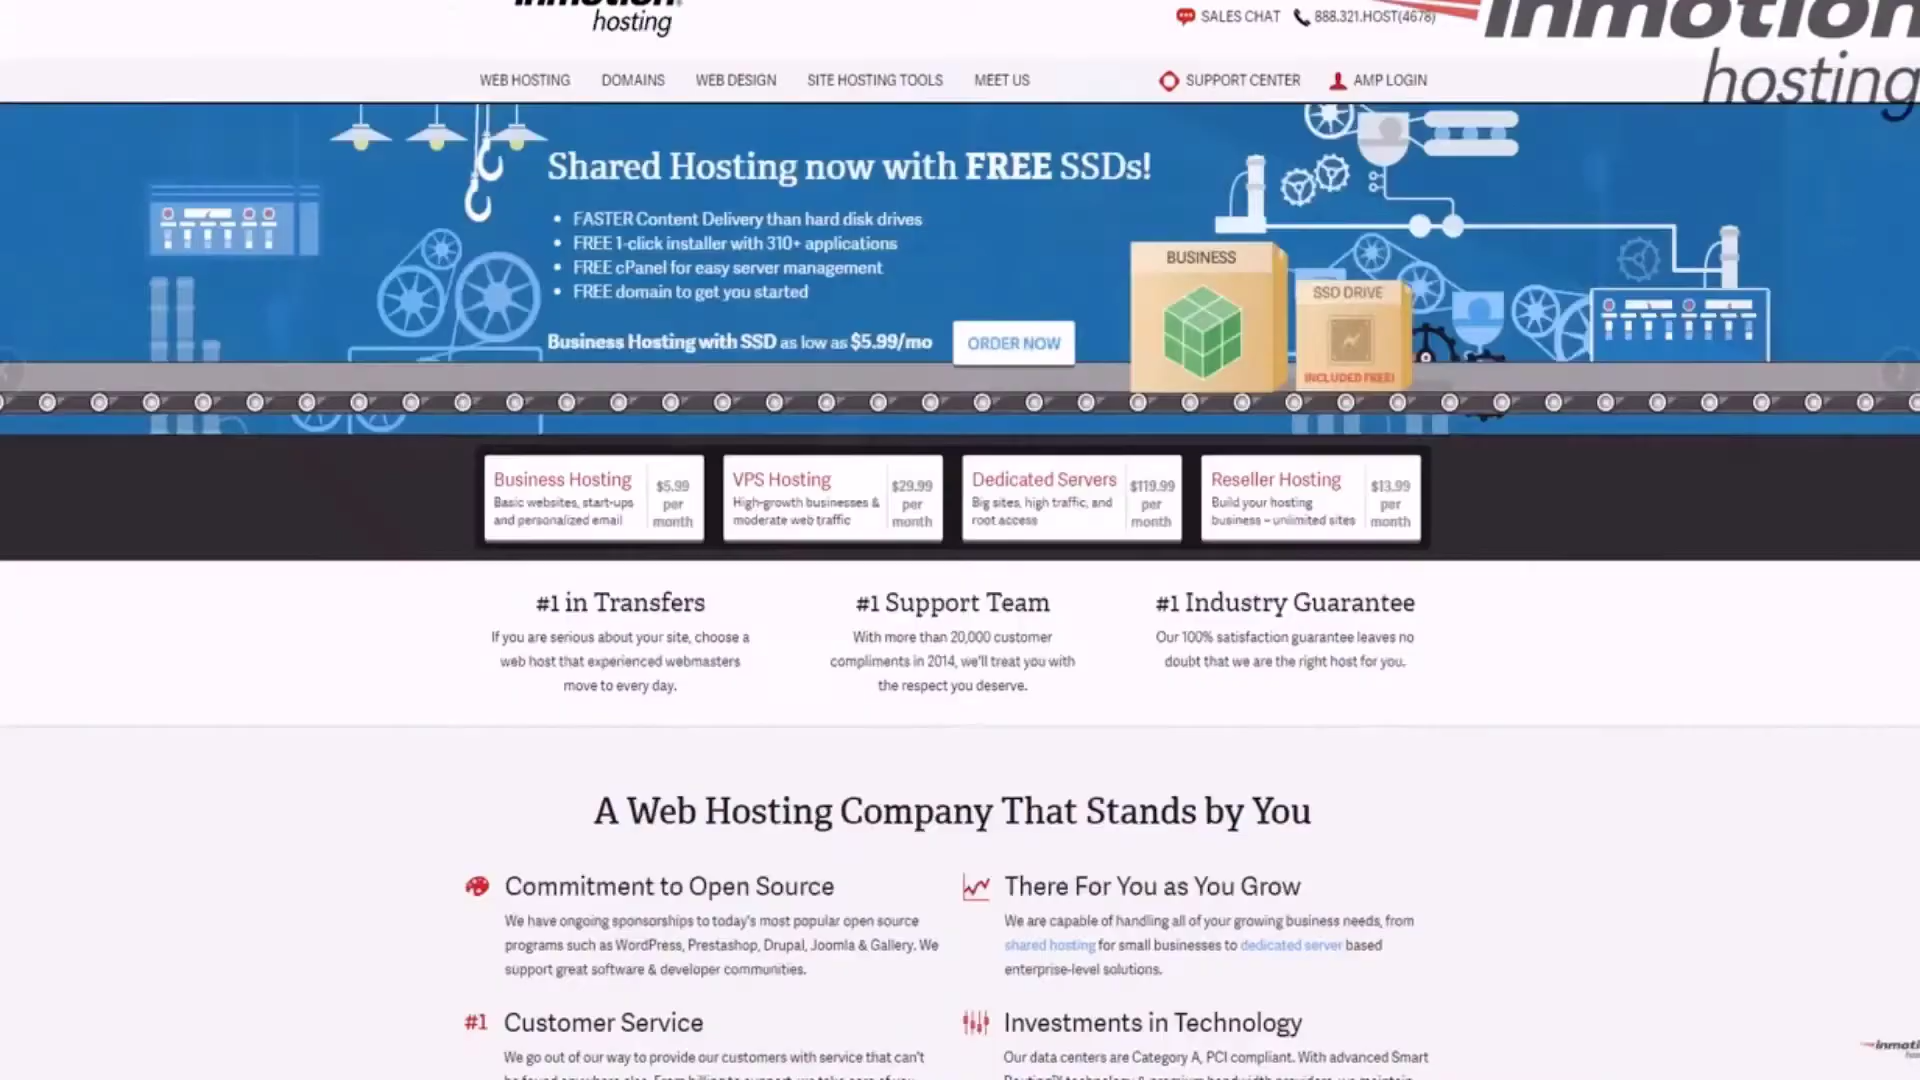 inmotion
hosting
SALES CHAT
888.321.HOST(4678)
inmotion
hosting
WEB HOSTING
DOMAINS
WEB DESIGN
SITE HOSTING TOOLS
MEET US
SUPPORT CENTER
AMP LOGIN
Shared Hosting now with FREE SSDs!
• FASTER Content Delivery than hard disk drives
• FREE 1-click installer with 310+ applications
• FREE cPanel for easy server management
• FREE domain to get you started
Business Hosting with SSD as low as $5.99/mo
ORDER NOW
BUSINESS
SSD DRIVE
INCLUDED FREE!
Business Hosting
Basic websites, start-ups
and personalized email
$5.99
per
month
VPS Hosting
High-growth businesses &
moderate web traffic
$29.99
per
month
Dedicated Servers
Big sites, high traffic, and
root access
$119.99
per
month
Reseller Hosting
Build your hosting
business – unlimited sites
$13.99
per
month
#1 in Transfers
If you are serious about your site, choose a
web host that experienced webmasters
move to every day.
#1 Support Team
With more than 20,000 customer
compliments in 2014, we'll treat you with
the respect you deserve.
#1 Industry Guarantee
Our 100% satisfaction guarantee leaves no
doubt that we are the right host for you.
A Web Hosting Company That Stands by You
Commitment to Open Source
We have ongoing sponsorships to today's most popular open source
programs such as WordPress, Prestashop, Drupal, Joomla & Gallery. We
support great software & developer communities.
There For You as You Grow
We are capable of handling all of your growing business needs, from
shared hosting for small businesses to dedicated server based
enterprise-level solutions.
#1 Customer Service
We go out of our way to provide our customers with service that can't
Investments in Technology
Our data centers are Category A, PCI compliant. With advanced Smart